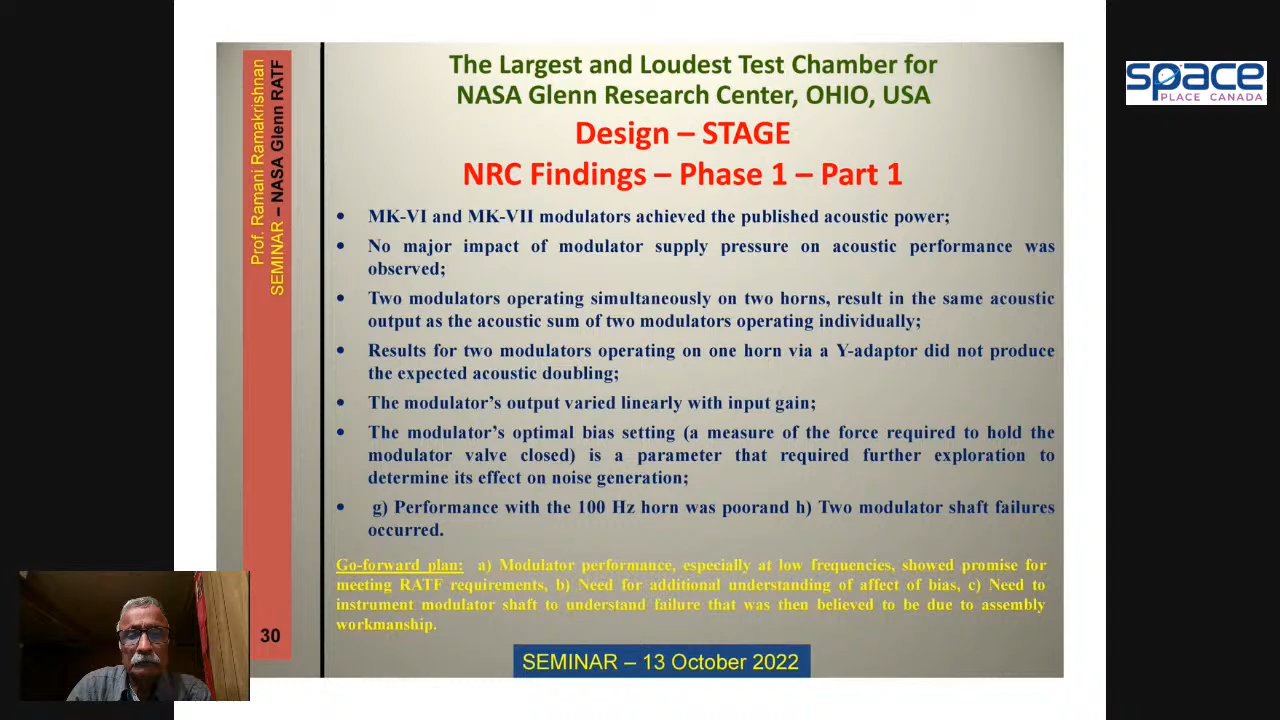 The Largest and Loudest Test Chamber for
NASA Glenn Research Center, OHIO, USA
Design – STAGE
NRC Findings – Phase 1 – Part 1
• MK-VI and MK-VII modulators achieved the published acoustic power;
• No major impact of modulator supply pressure on acoustic performance was
observed;
• Two modulators operating simultaneously on two horns, result in the same acoustic
output as the acoustic sum of two modulators operating individually;
• Results for two modulators operating on one horn via a Y-adaptor did not produce
the expected acoustic doubling;
• The modulator’s output varied linearly with input gain;
• The modulator’s optimal bias setting (a measure of the force required to hold the
modulator valve closed) is a parameter that required further exploration to
determine its effect on noise generation;
• g) Performance with the 100 Hz horn was poorand h) Two modulator shaft failures
occurred.
Go-forward plan: a) Modulator performance, especially at low frequencies, showed promise for
meeting RATF requirements, b) Need for additional understanding of affect of bias, c) Need to
instrument modulator shaft to understand failure that was then believed to be due to assembly
workmanship.
SEMINAR – 13 October 2022
Prof. Ramani Ramakrishnan
SEMINAR – NASA Glenn RATF
30
space
PLACE CANADA